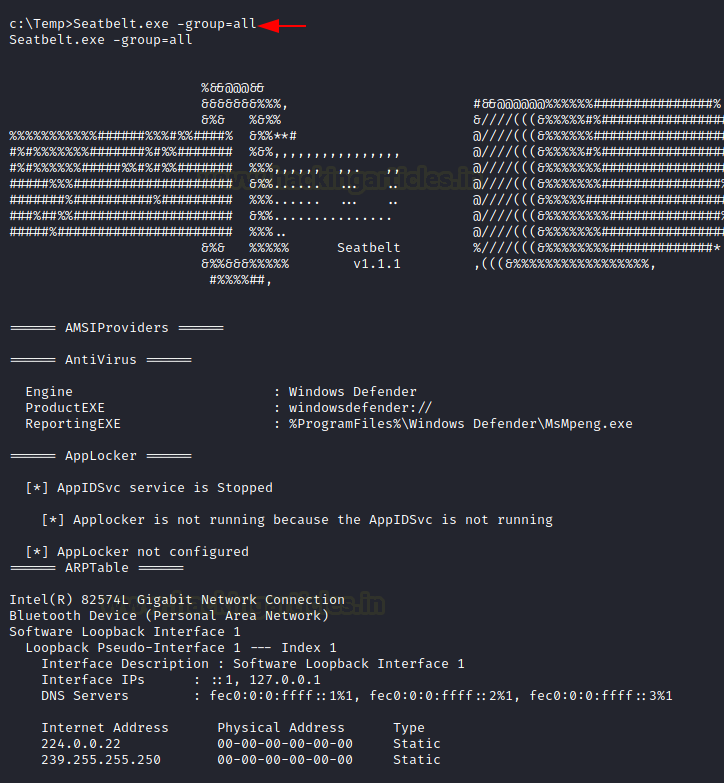 c:\Temp>Seatbelt.exe -group=all
Seatbelt.exe -group=all
%&&@@@&&
&&&&&&&%%%, #&&@@@@@@%%%%%%###############%
&%& %&%% &////(((&%%%%%#%################
%%%%%%%%%%%######%%%#%%####% &%%**# @////(((&%%%%%%################
#%#%%%%%%%#######%#%%####### %&%,,,,,,,,,,,,,,,, @////(((&%%%%%#%################
#%#%%%%%%#####%%#%#%%####### %%%,,,,,, ,,. ,, @////(((&%%%%%%################
#####%%%#################### &%%...... ... .. @////(((&%%%%%%%##############%
#######%##########%######### %%%...... ... .. @////(((&%%%%%################
###%##%%#################### &%%............... @////(((&%%%%%%%%##############%
#####%###################### %%%.. @////(((&%%%%%%%################
&%& %%%%% Seatbelt %////(((&%%%%%%%%#############*
&%%&&&%%%%% v1.1.1 ,(((&%%%%%%%%%%%%%%%%%,
#%%%%##,
www.hackingarticles.in
====== AMSIProviders ======
====== AntiVirus ======
Engine : Windows Defender
ProductEXE : windowsdefender://
ReportingEXE : %ProgramFiles%\Windows Defender\MsMpeng.exe
====== AppLocker ======
[*] AppIDSvc service is Stopped
[*] Applocker is not running because the AppIDSvc is not running
[*] AppLocker not configured
====== ARPTable ======
Intel(R) 82574L Gigabit Network Connection
www.hackingarticles.in
Bluetooth Device (Personal Area Network)
Software Loopback Interface 1
Loopback Pseudo-Interface 1 --- Index 1
Interface Description : Software Loopback Interface 1
Interface IPs : ::1, 127.0.0.1
DNS Servers : fec0:0:0:ffff::1%1, fec0:0:0:ffff::2%1, fec0:0:0:ffff::3%1
Internet Address Physical Address Type
224.0.0.22 00-00-00-00-00-00 Static
239.255.255.250 00-00-00-00-00-00 Static